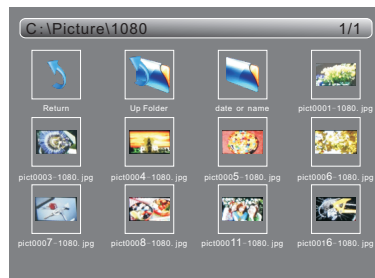 C:\Picture\1080 1/1
Return Up Folder date or name pict0001-1080. jpg
pict0003-1080. jpg pict0004-1080. jpg pict0005-1080. jpg pict0006-1080. jpg
pict0007-1080. jpg pict0008-1080. jpg pict00011-1080. jpg pict0016-1080. jpg